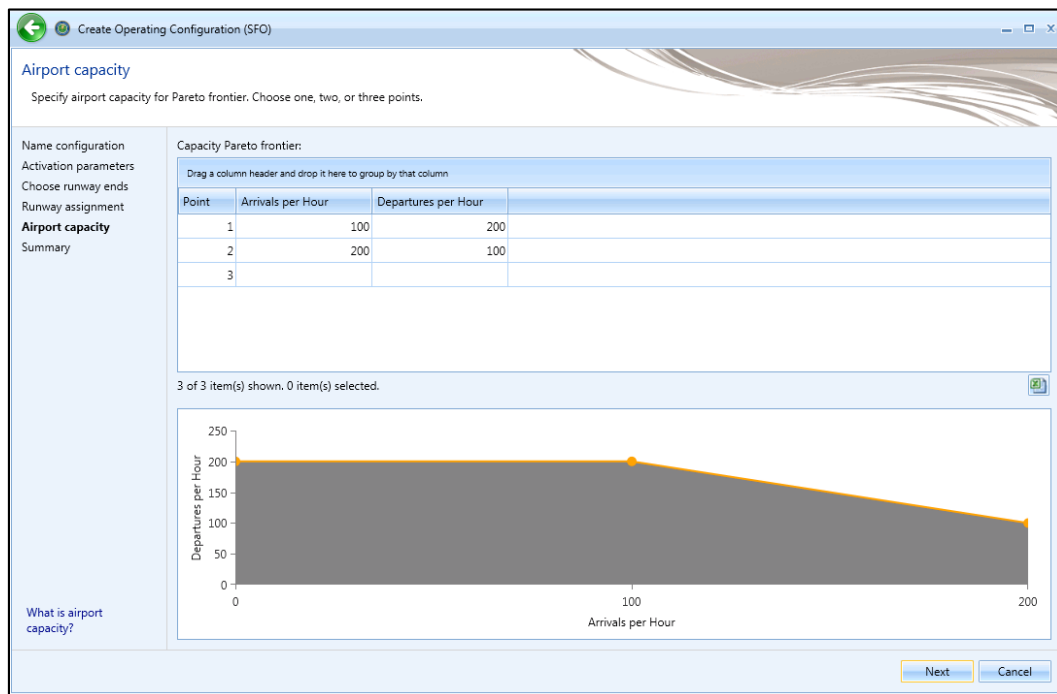 Create Operating Configuration (SFO)
Airport capacity
Specify airport capacity for Pareto frontier. Choose one, two, or three points.
Name configuration
Activation parameters
Choose runway ends
Runway assignment
Airport capacity
Summary
What is airport
capacity?
Capacity Pareto frontier:
Drag a column header and drop it here to group by that column
Point Arrivals per Hour Departures per Hour
1 100 200
2 200 100
3
3 of 3 item(s) shown. 0 item(s) selected.
Departures per Hour
250
200
150
100
50
0
0 100 200
Arrivals per Hour
Next Cancel